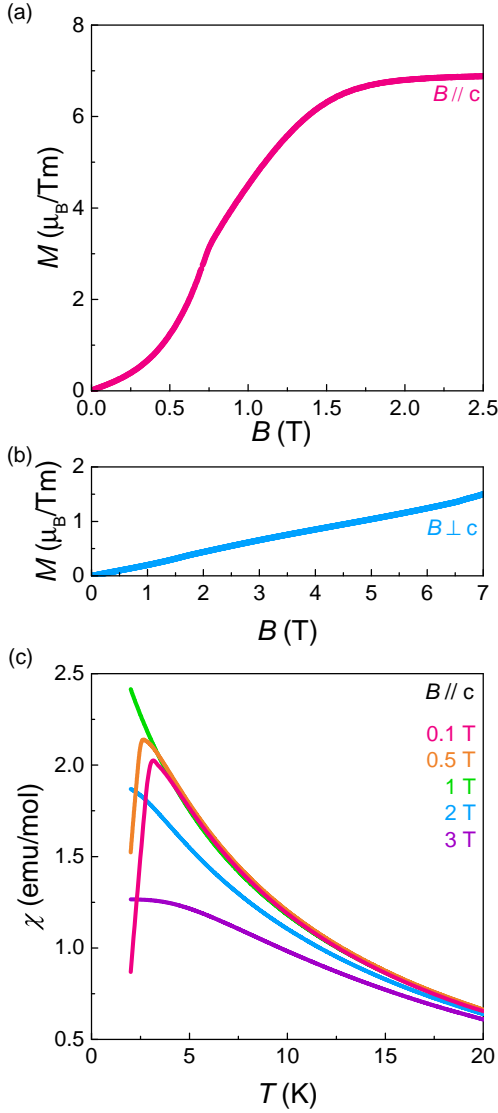 (a)
8
6
4
2
0
M (μB/Tm)
B // c
0.0 0.5 1.0 1.5 2.0 2.5
B (T)
(b)
2
1
0
M (μB/Tm)
B ⊥ c
0 1 2 3 4 5 6 7
B (T)
(c)
2.5
2.0
1.5
1.0
0.5
χ (emu/mol)
B // c
0.1 T
0.5 T
1 T
2 T
3 T
0 5 10 15 20
T (K)